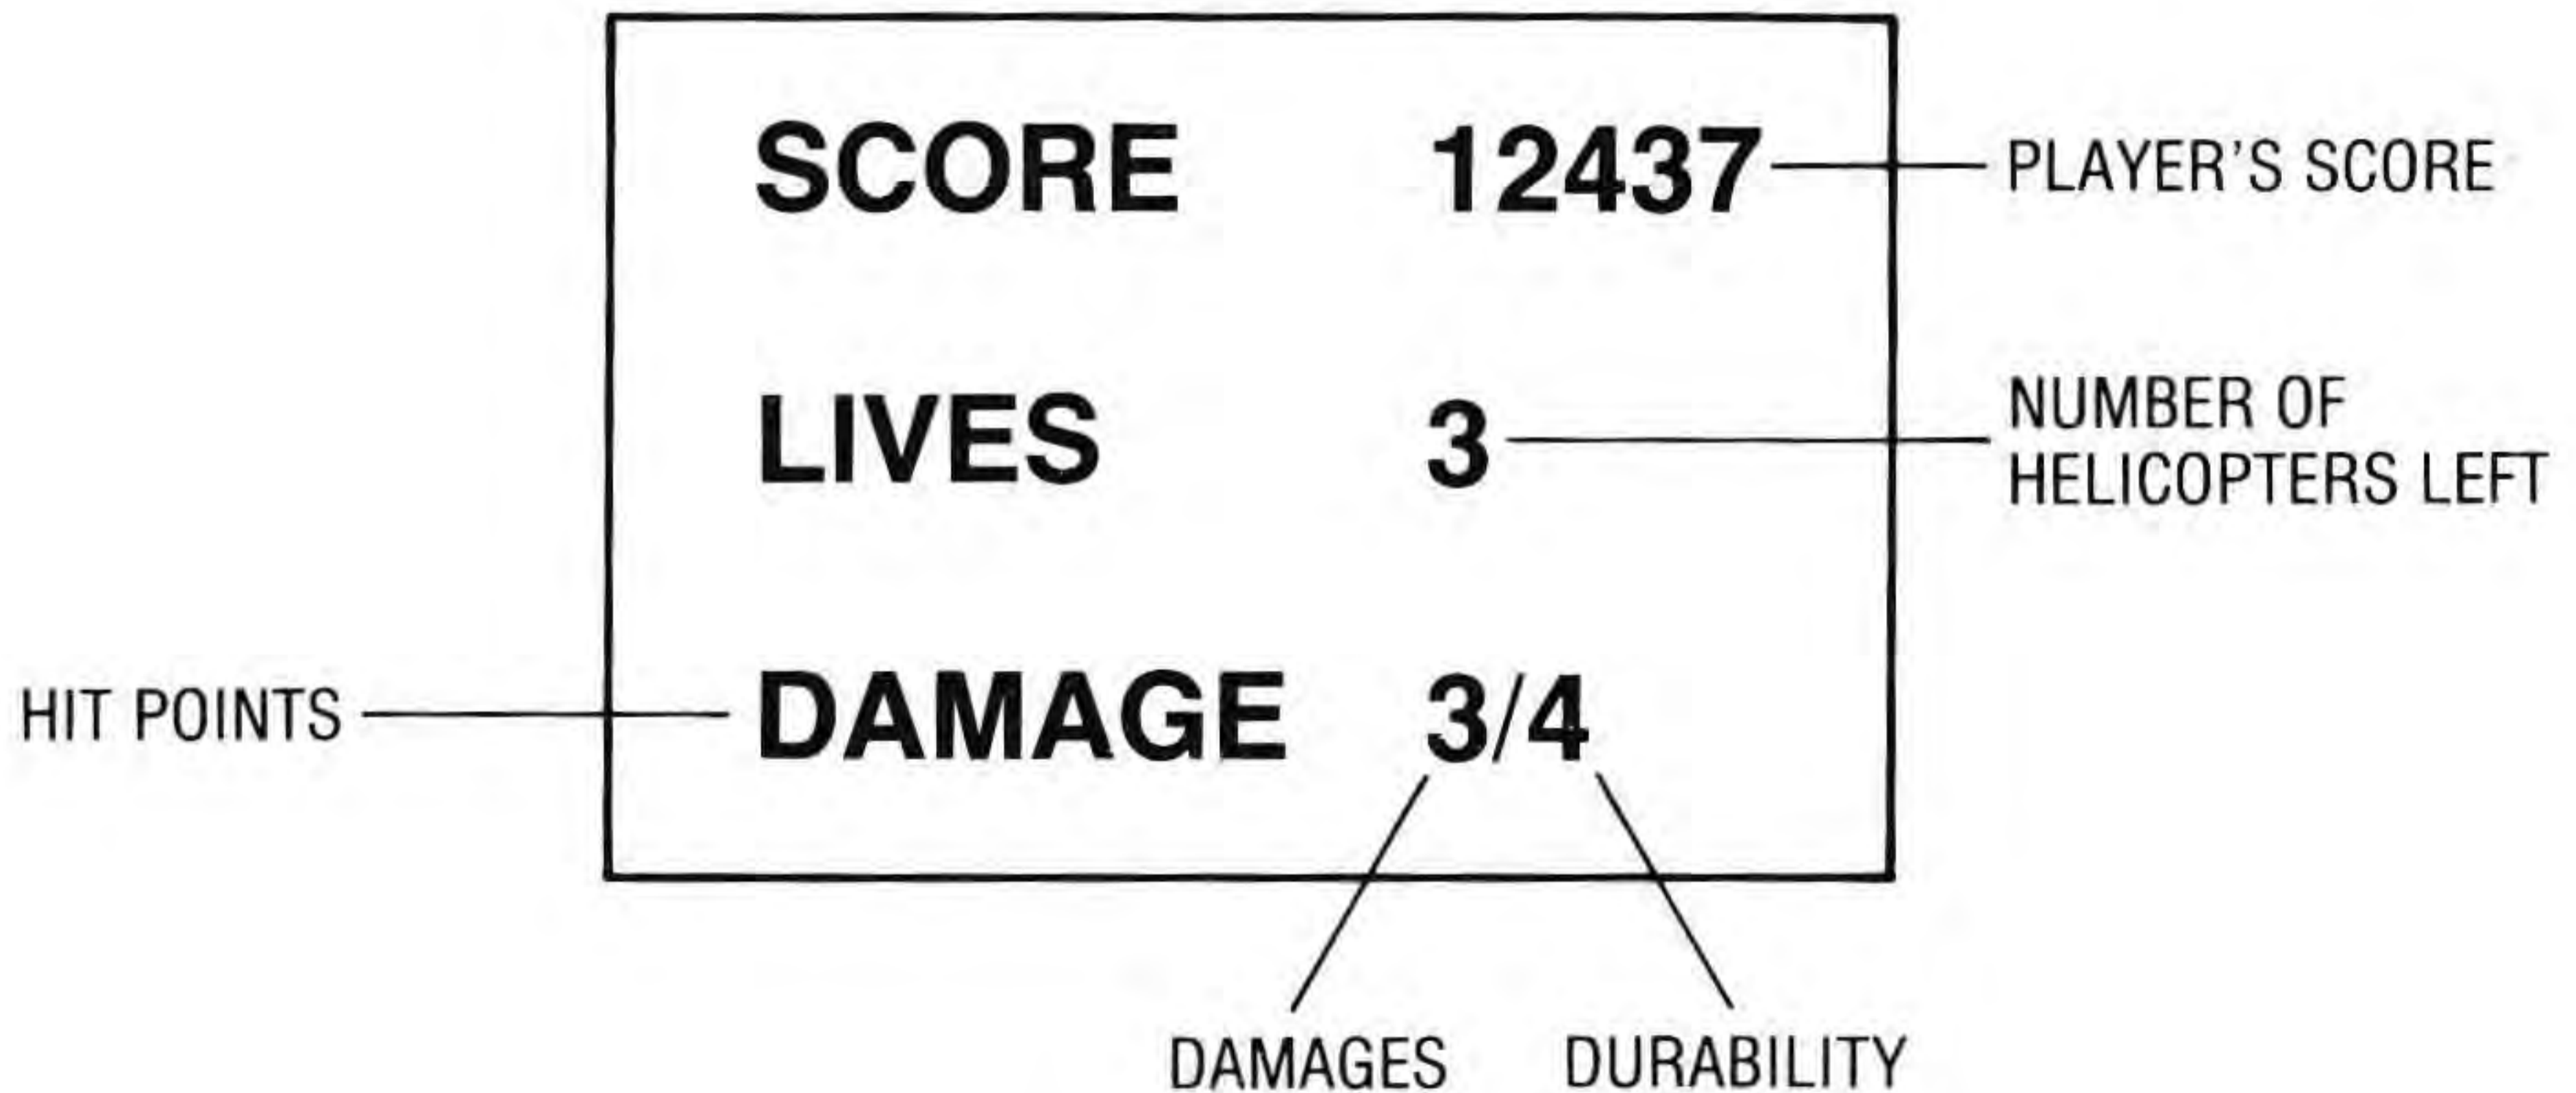 SCORE 12437 PLAYER'S SCORE
LIVES 3 NUMBER OF
HELICOPTERS LEFT
HIT POINTS DAMAGE 3/4
DAMAGES DURABILITY